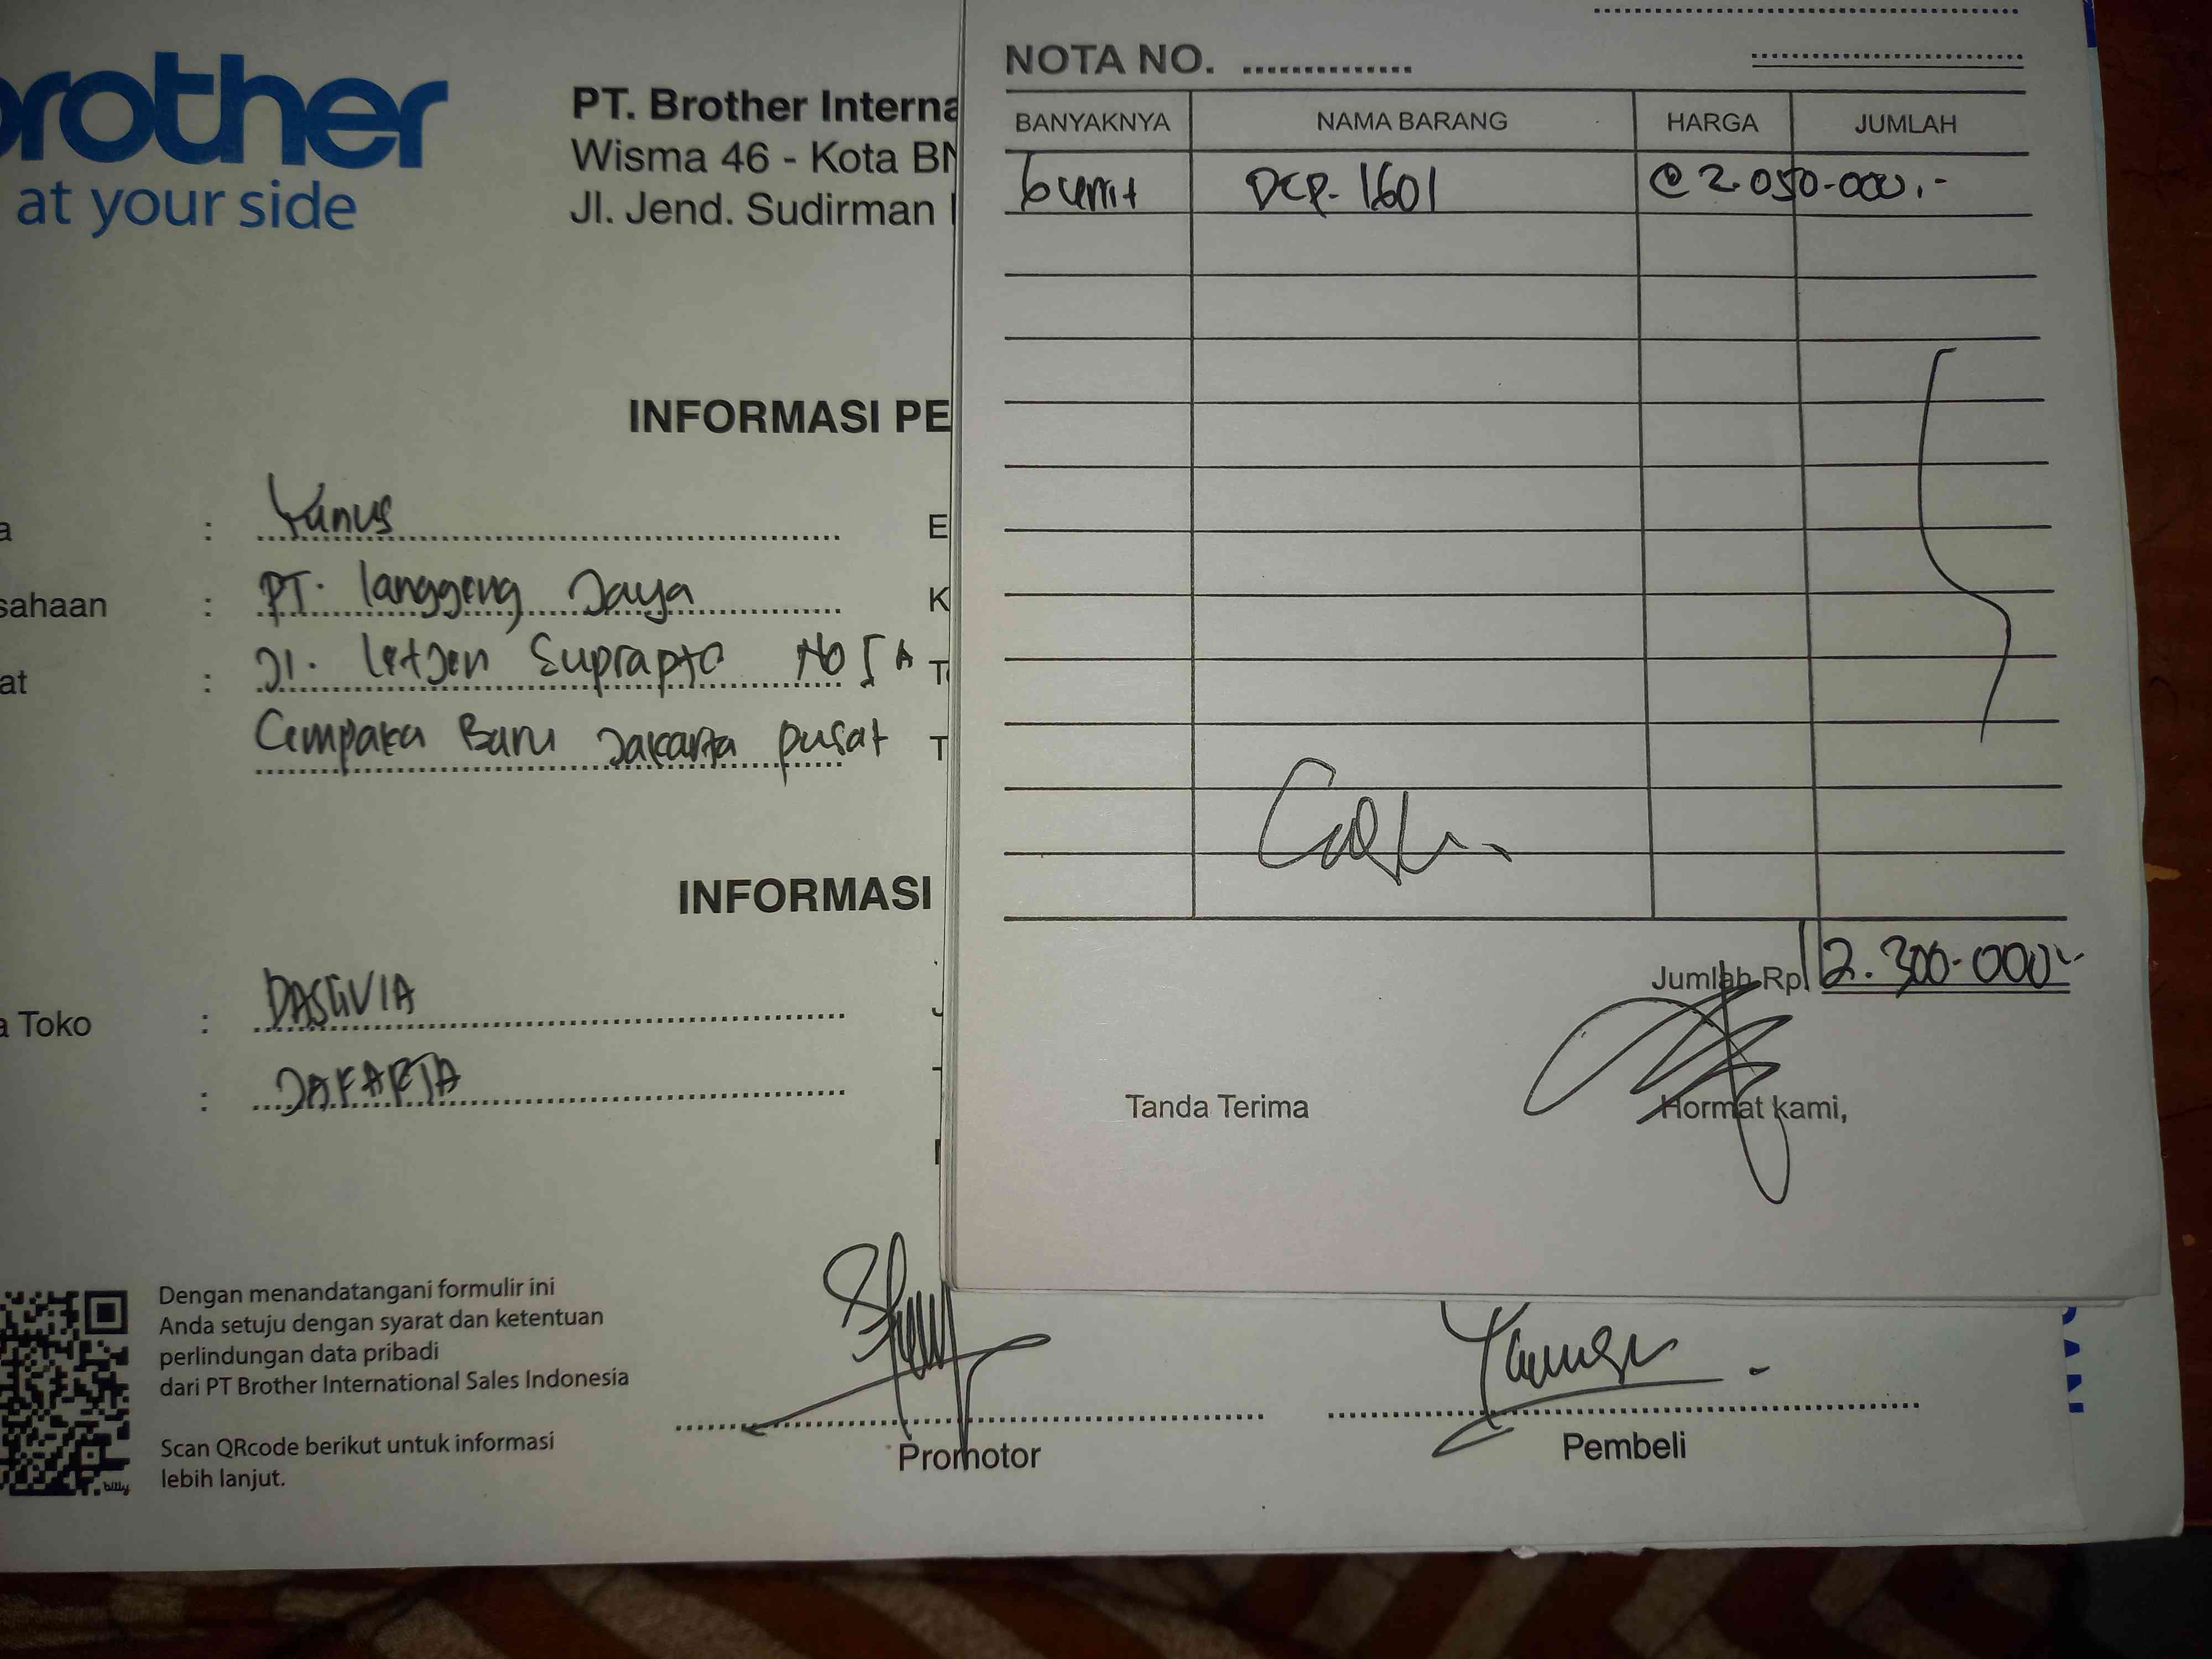 brother
at your side
PT. Brother Interna
Wisma 46 - Kota BN
Jl. Jend. Sudirman
INFORMASI PE
a : Yunus E
sahaan : PT. langgeng Jaya K
at : Jl. Letjen Suprapto No 5A T
Cempaka Baru Jakarta pusat T
INFORMASI
a Toko : DASGVIA
: JAKARTA
Dengan menandatangani formulir ini
Anda setuju dengan syarat dan ketentuan
perlindungan data pribadi
dari PT Brother International Sales Indonesia
Scan QRcode berikut untuk informasi
lebih lanjut.
billy
Promotor
Pembeli
NOTA NO.
BANYAKNYA NAMA BARANG HARGA JUMLAH
6 unit DCP-1601 @ 2.050.000,-
Cash
Jumlah Rp. 12.300.000,-
Tanda Terima Hormat kami,